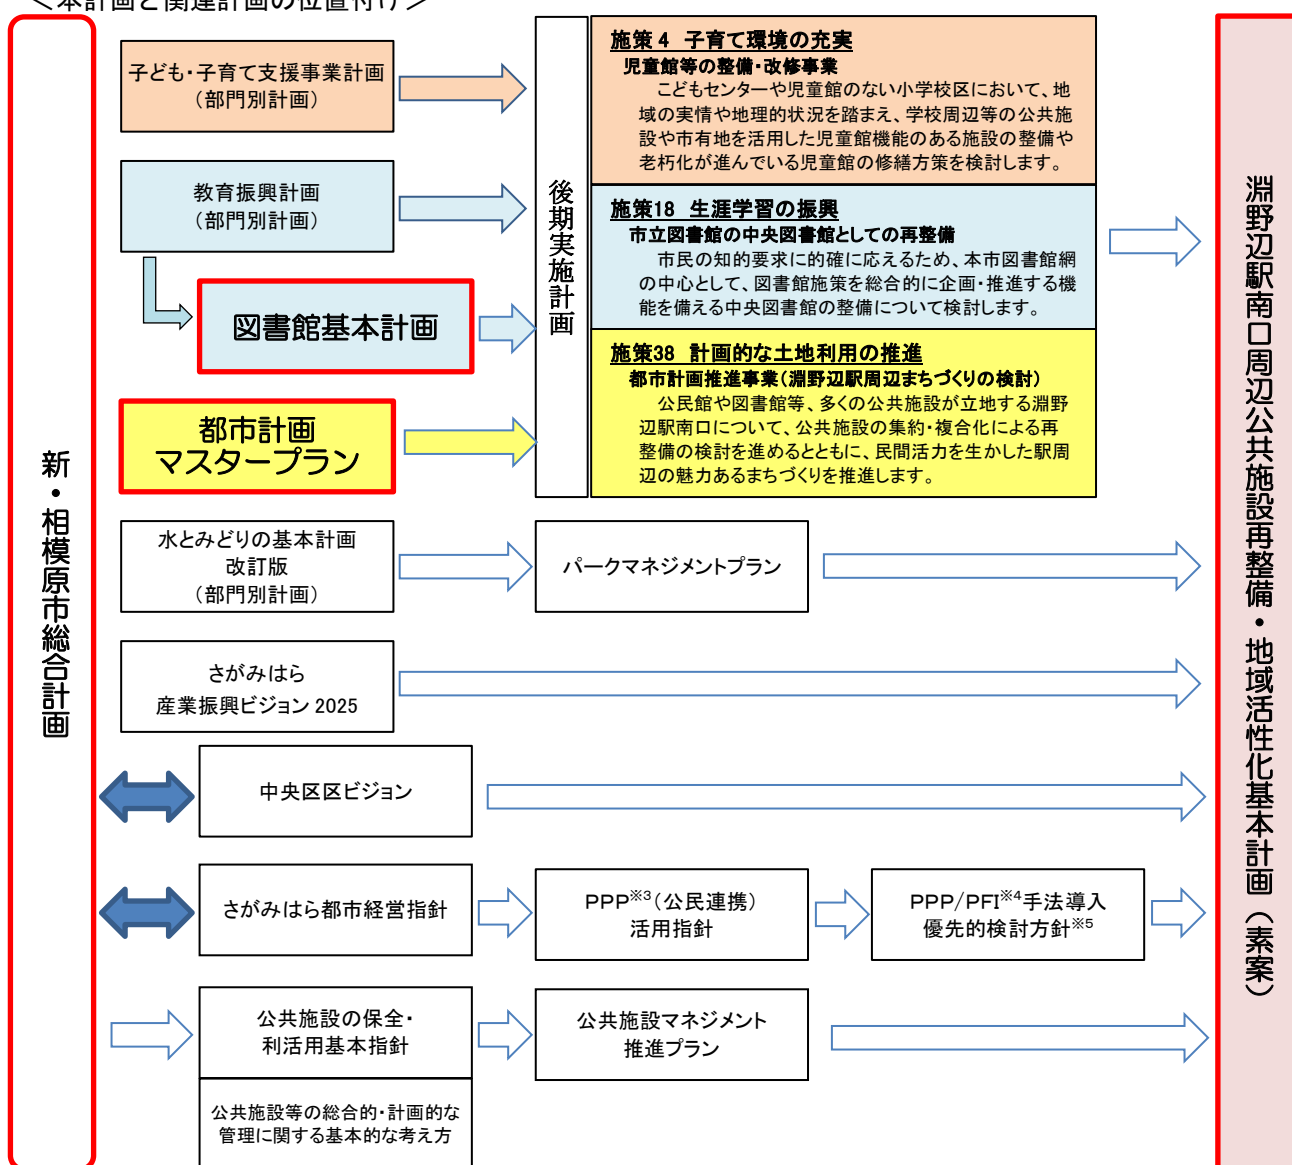 ＜本計画と関連計画の位置付け＞
新・相模原市総合計画
子ども・子育て支援事業計画
（部門別計画）
教育振興計画
（部門別計画）
図書館基本計画
都市計画
マスタープラン
後期実施計画
施策4 子育て環境の充実
児童館等の整備・改修事業
こどもセンターや児童館のない小学校区において、地
域の実情や地理的状況を踏まえ、学校周辺等の公共施
設や市有地を活用した児童館機能のある施設の整備や
老朽化が進んでいる児童館の修繕方策を検討します。
施策18 生涯学習の振興
市立図書館の中央図書館としての再整備
市民の知的要求に的確に応えるため、本市図書館網
の中心として、図書館施策を総合的に企画・推進する機
能を備える中央図書館の整備について検討します。
施策38 計画的な土地利用の推進
都市計画推進事業（淵野辺駅周辺まちづくりの検討）
公民館や図書館等、多くの公共施設が立地する淵野
辺駅南口について、公共施設の集約・複合化による再
整備の検討を進めるとともに、民間活力を生かした駅周
辺の魅力あるまちづくりを推進します。
水とみどりの基本計画
改訂版
（部門別計画）
パークマネジメントプラン
さがみはら
産業振興ビジョン 2025
中央区区ビジョン
さがみはら都市経営指針
PPP※3（公民連携）
活用指針
PPP/PFI※4手法導入
優先的検討方針※5
公共施設の保全・
利活用基本指針
公共施設マネジメント
推進プラン
公共施設等の総合的・計画的な
管理に関する基本的な考え方
淵野辺駅南口周辺公共施設再整備・地域活性化基本計画（素案）